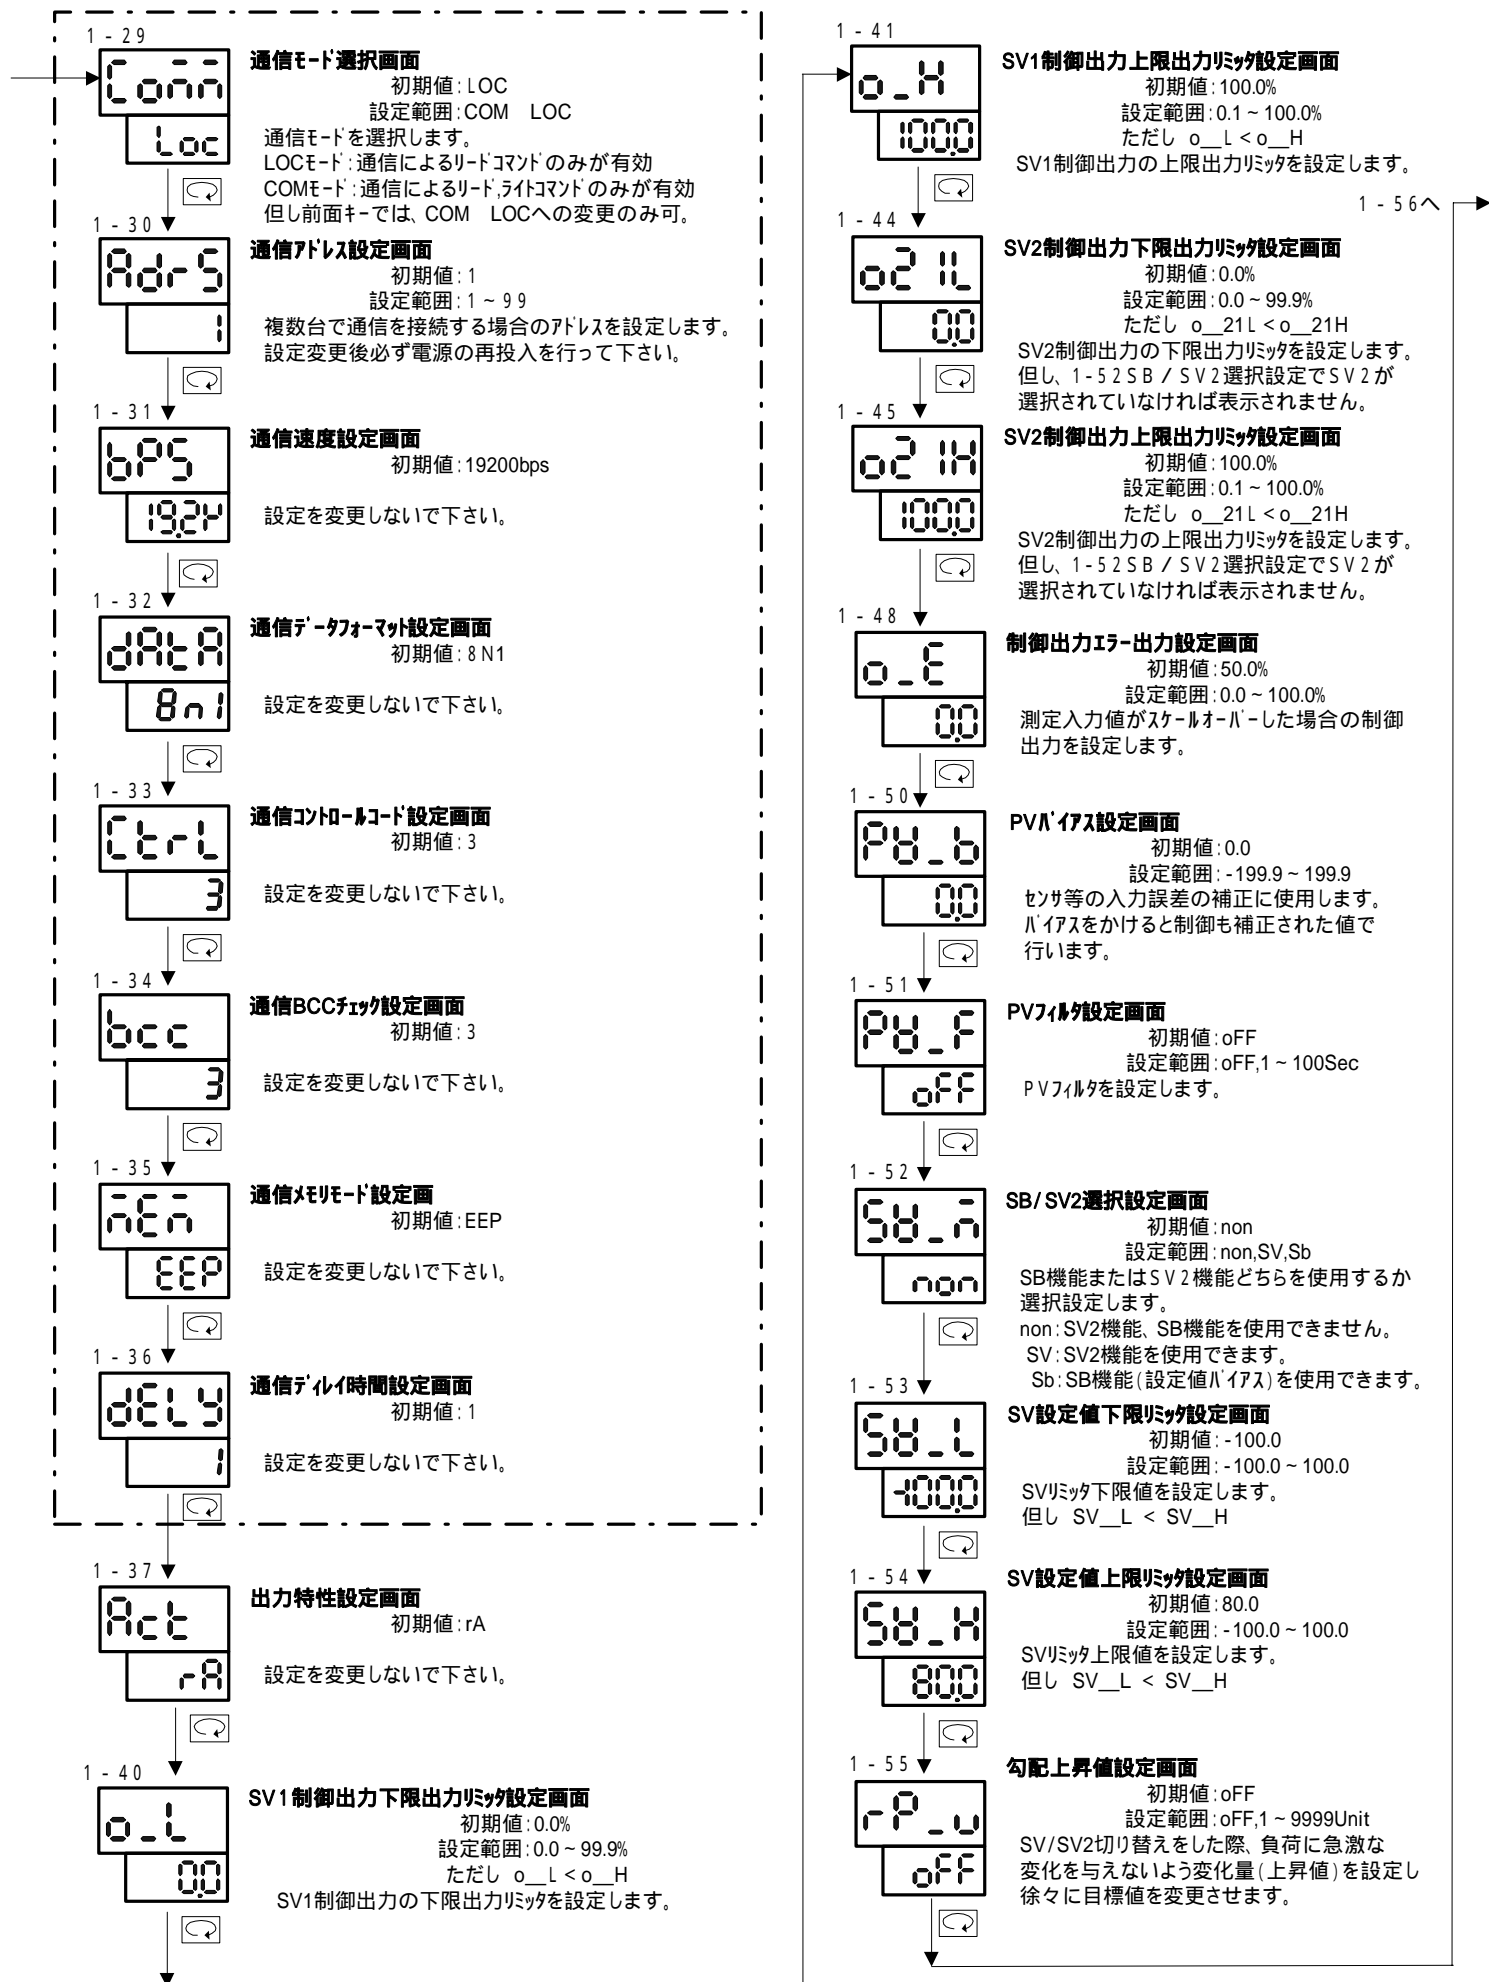 1-29
通信モード選択画面
Comm
初期値:LOC
設定範囲:COM LOC
Loc
通信モードを選択します。
LOCモード:通信によるリードコマンドのみが有効
COMモード:通信によるリード,ライトコマンドのみが有効
但し前面キーでは、COM LOCへの変更のみ可。
1-30
通信アドレス設定画面
AdrS
初期値:1
設定範囲:1~99
1
複数台で通信を接続する場合のアドレスを設定します。
設定変更後必ず電源の再投入を行って下さい。
1-31
通信速度設定画面
bPS
初期値:19200bps
19.2K
設定を変更しないで下さい。
1-32
通信データフォーマット設定画面
dAtA
初期値:8N1
8n1
設定を変更しないで下さい。
1-33
通信コントロールコード設定画面
CtrL
初期値:3
3
設定を変更しないで下さい。
1-34
通信BCCチェック設定画面
bcc
初期値:3
3
設定を変更しないで下さい。
1-35
通信メモリモード設定画
mEm
初期値:EEP
EEP
設定を変更しないで下さい。
1-36
通信ディレイ時間設定画面
dELY
初期値:1
1
設定を変更しないで下さい。
1-37
出力特性設定画面
Act
初期値:rA
rA
設定を変更しないで下さい。
1-40
SV1制御出力下限出力リミッタ設定画面
o_L
初期値:0.0%
設定範囲:0.0~99.9%
0.0
ただし o__L<o__H
SV1制御出力の下限出力リミッタを設定します。
1-41
SV1制御出力上限出力リミッタ設定画面
o_H
初期値:100.0%
設定範囲:0.1~100.0%
100.0
ただし o__L<o__H
SV1制御出力の上限出力リミッタを設定します。
1-56へ
1-44
SV2制御出力下限出力リミッタ設定画面
o21L
初期値:0.0%
設定範囲:0.0~99.9%
0.0
ただし o__21L<o__21H
SV2制御出力の下限出力リミッタを設定します。
但し、1-52SB/SV2選択設定でSV2が
選択されていなければ表示されません。
1-45
SV2制御出力上限出力リミッタ設定画面
o21H
初期値:100.0%
設定範囲:0.1~100.0%
100.0
ただし o__21L<o__21H
SV2制御出力の上限出力リミッタを設定します。
但し、1-52SB/SV2選択設定でSV2が
選択されていなければ表示されません。
1-48
制御出力エラー出力設定画面
o_E
初期値:50.0%
設定範囲:0.0~100.0%
0.0
測定入力値がスケールオーバーした場合の制御
出力を設定します。
1-50
PVバイアス設定画面
PV_b
初期値:0.0
設定範囲:-199.9~199.9
0.0
センサ等の入力誤差の補正に使用します。
バイアスをかけると制御も補正された値で
行います。
1-51
PVフィルタ設定画面
PV_F
初期値:oFF
設定範囲:oFF,1~100Sec
oFF
PVフィルタを設定します。
1-52
SB/SV2選択設定画面
SV_m
初期値:non
設定範囲:non,SV,Sb
non
SB機能またはSV2機能どちらを使用するか
選択設定します。
non:SV2機能、SB機能を使用できません。
SV:SV2機能を使用できます。
Sb:SB機能(設定値バイアス)を使用できます。
1-53
SV設定値下限リミッタ設定画面
SV_L
初期値:-100.0
設定範囲:-100.0~100.0
-100.0
SVリミッタ下限値を設定します。
但し SV__L < SV__H
1-54
SV設定値上限リミッタ設定画面
SV_H
初期値:80.0
設定範囲:-100.0~100.0
80.0
SVリミッタ上限値を設定します。
但し SV__L < SV__H
1-55
勾配上昇値設定画面
rP_u
初期値:oFF
設定範囲:oFF,1~9999Unit
oFF
SV/SV2切り替えをした際、負荷に急激な
変化を与えないよう変化量(上昇値)を設定し
徐々に目標値を変更させます。